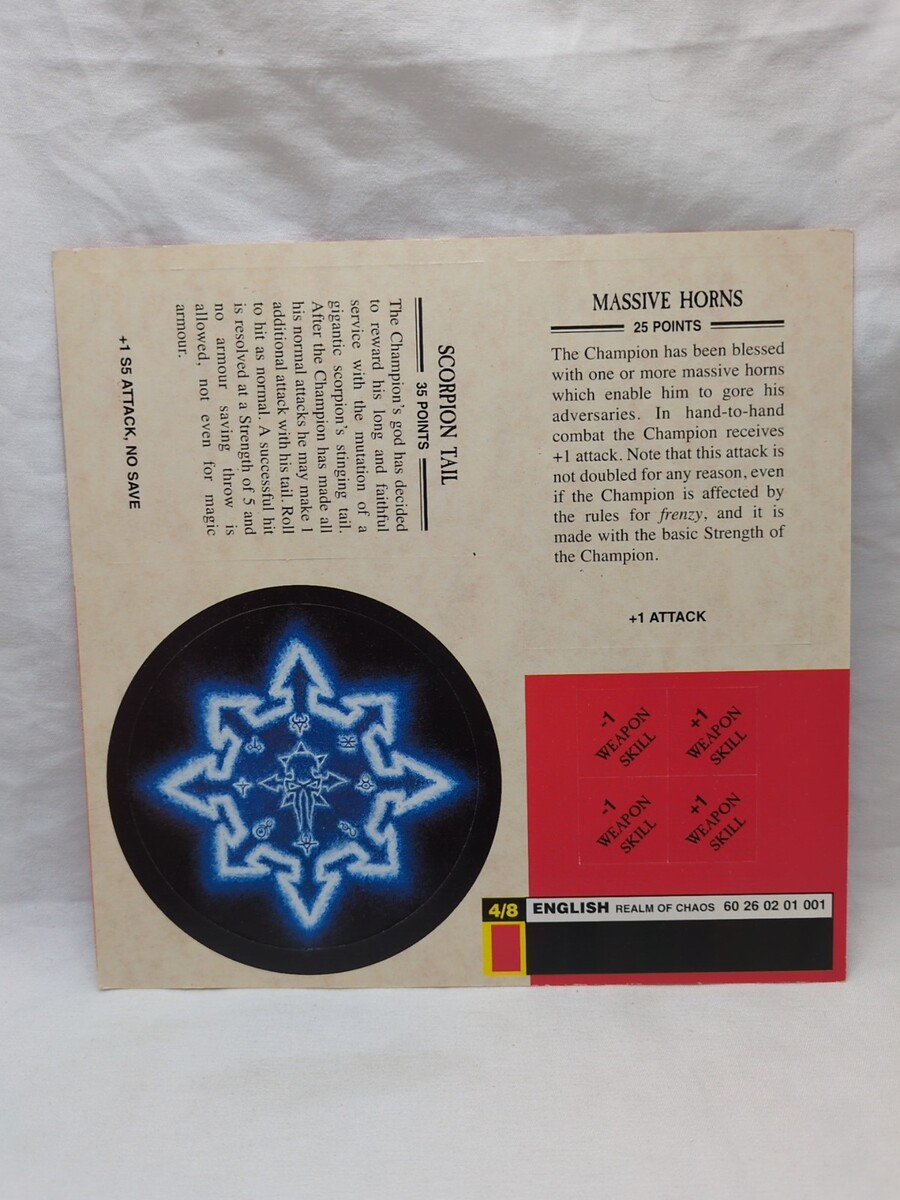 MASSIVE HORNS
25 POINTS
The Champion has been blessed
with one or more massive horns
which enable him to gore his
adversaries. In hand-to-hand
combat the Champion receives
+1 attack. Note that this attack is
not doubled for any reason, even
if the Champion is affected by
the rules for frenzy, and it is
made with the basic Strength of
the Champion.
+1 ATTACK
SCORPION TAIL
35 POINTS
The Champion's god has decided
to reward his long and faithful
service with the mutation of a
gigantic scorpion's stinging tail.
After the Champion has made all
his normal attacks he may make 1
additional attack with his tail. Roll
to hit as normal. A successful hit
is resolved at a Strength of 5 and
no armour saving throw is
allowed, not even for magic
armour.
+1 S5 ATTACK, NO SAVE
-1
WEAPON
SKILL
+1
WEAPON
SKILL
-1
WEAPON
SKILL
+1
WEAPON
SKILL
4/8 ENGLISH REALM OF CHAOS 60 26 02 01 001